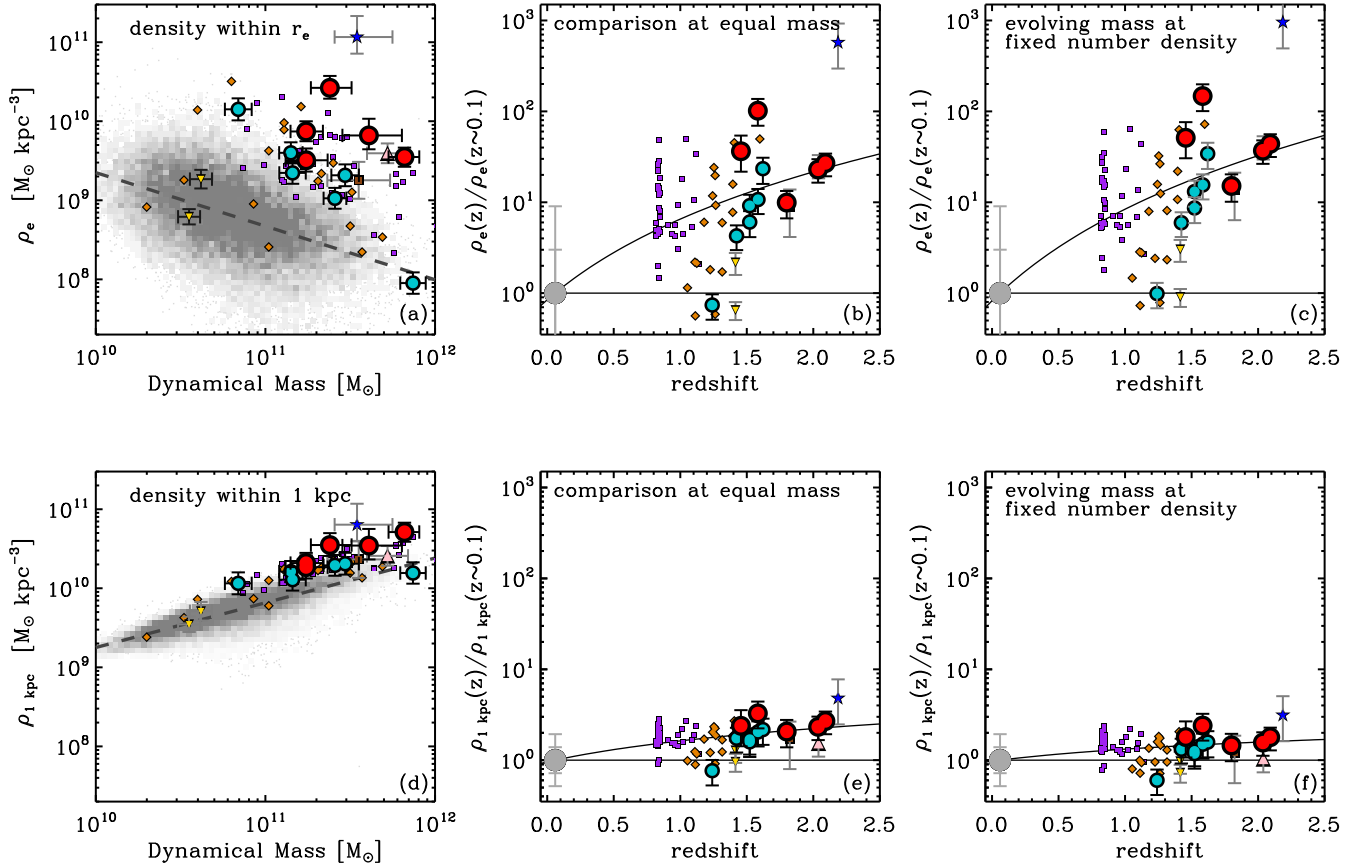 density within r_e
comparison at equal mass
evolving mass at
fixed number density
10^11
10^10
10^9
10^8
ρ_e [M_⊙ kpc^-3]
(a)
10^10
10^11
10^12
Dynamical Mass [M_⊙]
10^3
10^2
10^1
10^0
ρ_e(z)/ρ_e(z~0.1)
(b)
0.0 0.5 1.0 1.5 2.0 2.5
redshift
10^3
10^2
10^1
10^0
ρ_e(z)/ρ_e(z~0.1)
(c)
0.0 0.5 1.0 1.5 2.0 2.5
redshift
density within 1 kpc
comparison at equal mass
evolving mass at
fixed number density
10^11
10^10
10^9
10^8
ρ_1 kpc [M_⊙ kpc^-3]
(d)
10^10
10^11
10^12
Dynamical Mass [M_⊙]
10^3
10^2
10^1
10^0
ρ_1 kpc(z)/ρ_1 kpc(z~0.1)
(e)
0.0 0.5 1.0 1.5 2.0 2.5
redshift
10^3
10^2
10^1
10^0
ρ_1 kpc(z)/ρ_1 kpc(z~0.1)
(f)
0.0 0.5 1.0 1.5 2.0 2.5
redshift